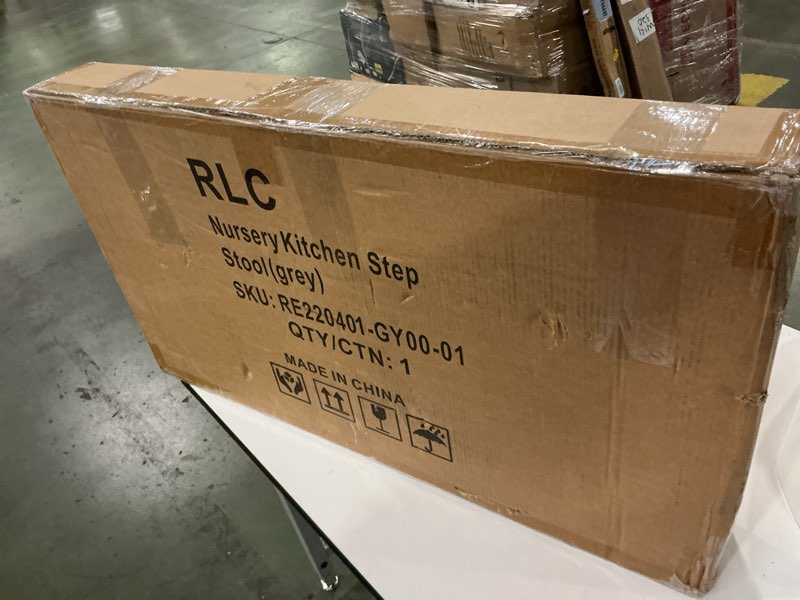 RLC
Nursery Kitchen Step
Stool(grey)
SKU: RE220401-GY00-01
QTY/CTN: 1
MADE IN CHINA